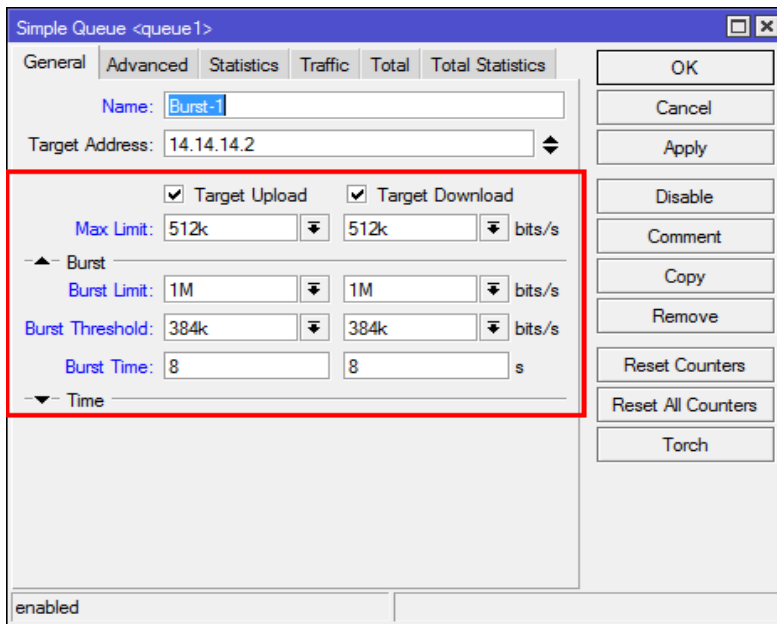 Simple Queue <queue1>
General Advanced Statistics Traffic Total Total Statistics
Name: Burst-1
Target Address: 14.14.14.2
Target Upload Target Download
Max Limit: 512k 512k bits/s
Burst
Burst Limit: 1M 1M bits/s
Burst Threshold: 384k 384k bits/s
Burst Time: 8 8 s
Time
OK
Cancel
Apply
Disable
Comment
Copy
Remove
Reset Counters
Reset All Counters
Torch
enabled